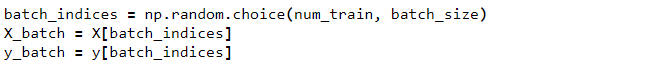 batch_indices = np.random.choice(num_train, batch_size)
X_batch = X[batch_indices]
y_batch = y[batch_indices]